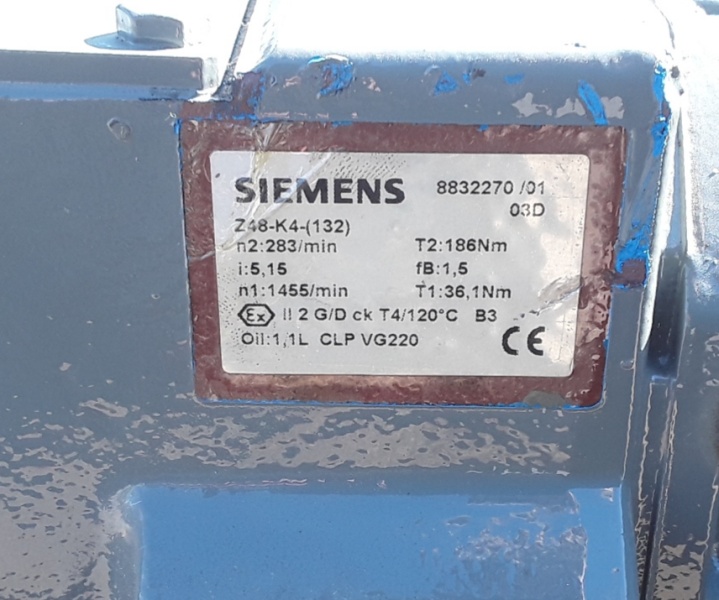 SIEMENS 8832270 /01
03D
Z48-K4-(132)
n2:283/min T2:186Nm
i:5,15 fB:1,5
n1:1455/min T1:36,1Nm
Ex II 2 G/D ck T4/120°C B3
Oil:1,1L CLP VG220 CE